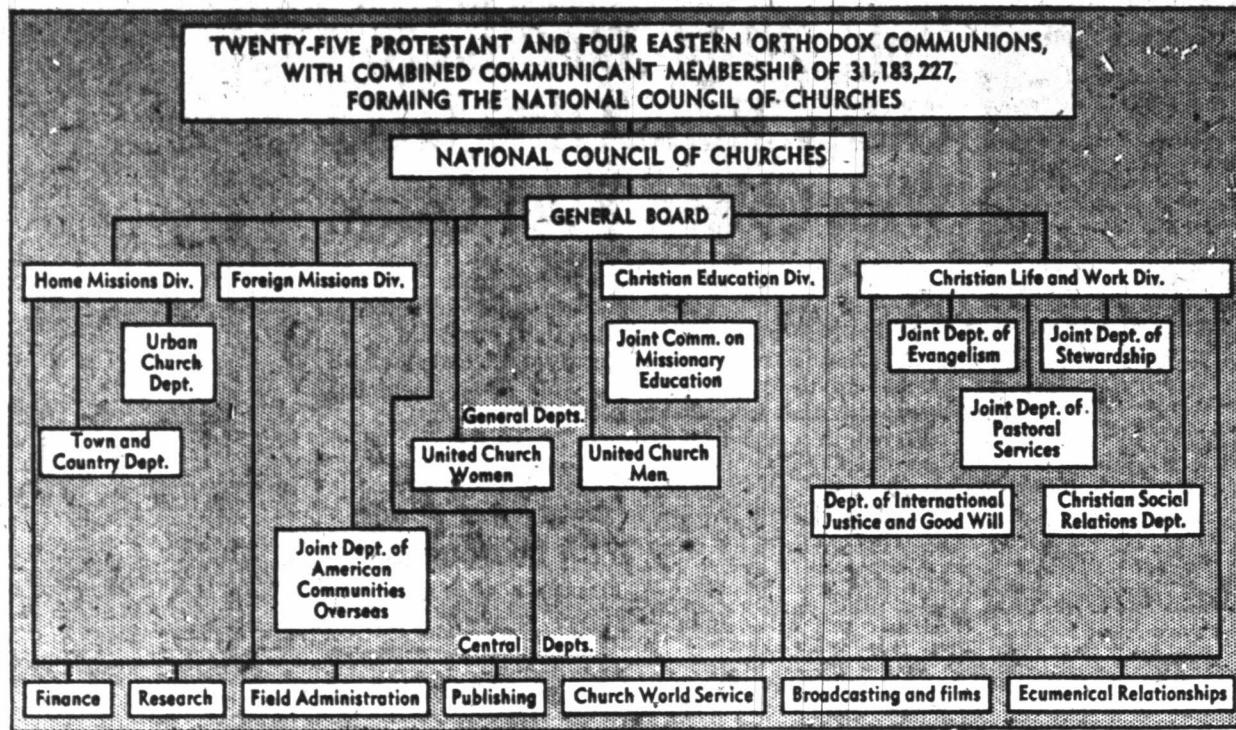 TWENTY-FIVE PROTESTANT AND FOUR EASTERN ORTHODOX COMMUNIONS,
WITH COMBINED COMMUNICANT MEMBERSHIP OF 31,183,227,
FORMING THE NATIONAL COUNCIL OF CHURCHES
NATIONAL COUNCIL OF CHURCHES
GENERAL BOARD
Home Missions Div.
Foreign Missions Div.
Christian Education Div.
Christian Life and Work Div.
Urban
Church
Dept.
Joint Comm. on
Missionary
Education
Joint Dept. of
Evangelism
Joint Dept. of
Stewardship
Joint Dept. of
Pastoral
Services
Town and
Country Dept.
General Depts.
United Church
Women
United Church
Men
Dept. of International
Justice and Good Will
Christian Social
Relations Dept.
Joint Dept. of
American
Communities
Overseas
Central Depts.
Finance
Research
Field Administration
Publishing
Church World Service
Broadcasting and films
Ecumenical Relationships